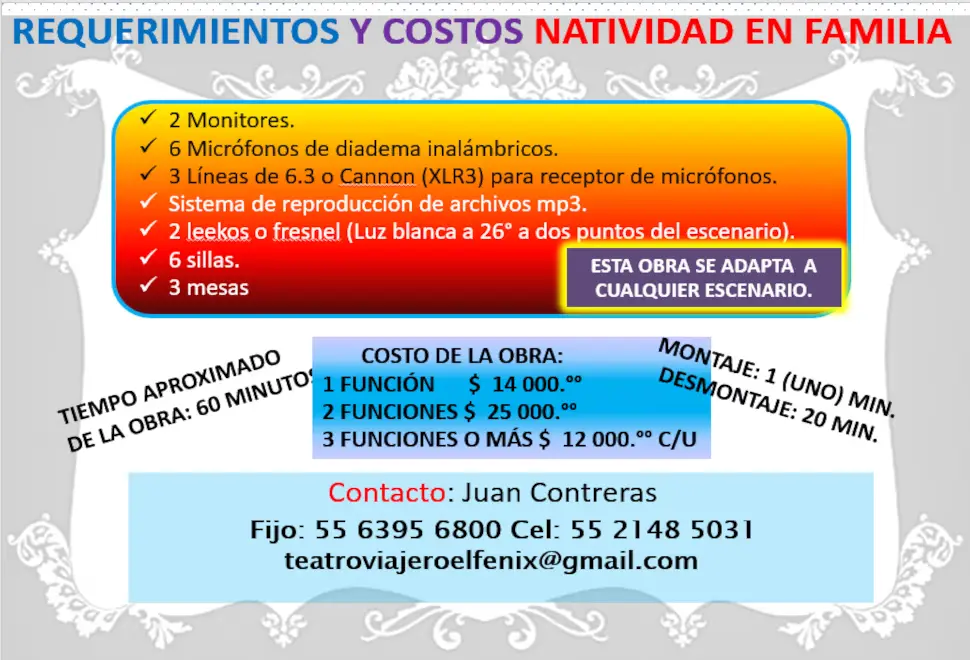 REQUERIMIENTOS Y COSTOS NATIVIDAD EN FAMILIA
✓ 2 Monitores.
✓ 6 Micrófonos de diadema inalámbricos.
✓ 3 Líneas de 6.3 o Cannon (XLR3) para receptor de micrófonos.
✓ Sistema de reproducción de archivos mp3.
✓ 2 leekos o fresnel (Luz blanca a 26° a dos puntos del escenario).
✓ 6 sillas.
✓ 3 mesas
ESTA OBRA SE ADAPTA A
CUALQUIER ESCENARIO.
TIEMPO APROXIMADO
DE LA OBRA: 60 MINUTOS
COSTO DE LA OBRA:
1 FUNCIÓN $ 14 000.ºº
2 FUNCIONES $ 25 000.ºº
3 FUNCIONES O MÁS $ 12 000.ºº C/U
MONTAJE: 1 (UNO) MIN.
DESMONTAJE: 20 MIN.
Contacto: Juan Contreras
Fijo: 55 6395 6800 Cel: 55 2148 5031
teatroviajeroelfenix@gmail.com